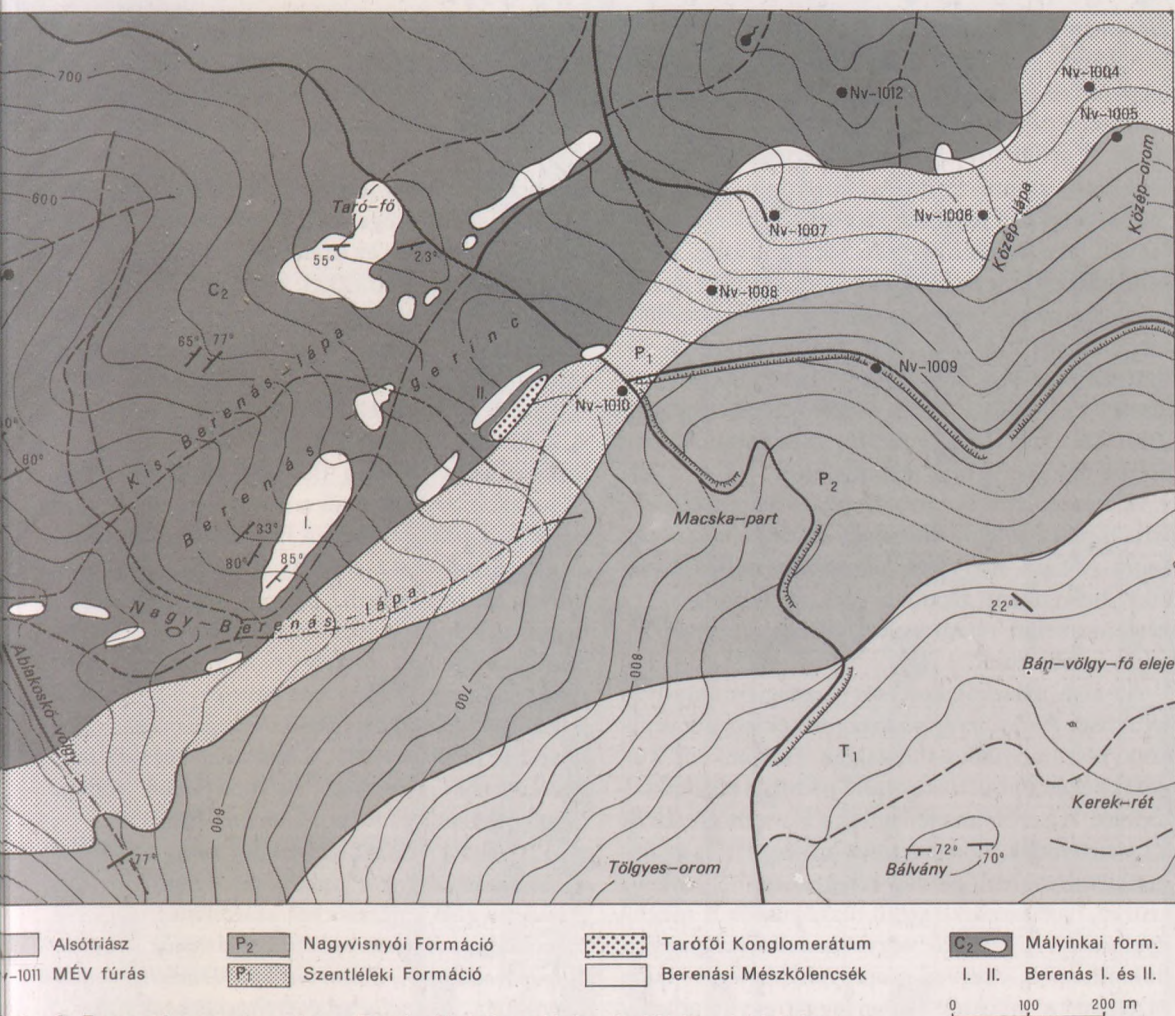 700
600
Taró-fő
55°
23°
C₂
65° 77°
Kis-Berenás-lápa
Berenás
gerinc
80°
33°
80°
85°
I.
II.
Nagy-Berenás-lápa
Ablakoskő-völgy
77°
600
700
800
Nv-1012
Nv-1004
Nv-1005
Nv-1006
Nv-1007
Nv-1008
Nv-1009
Nv-1010
Közép-lápa
Közép-orom
P₁
P₂
Macska-part
22°
Bán-völgy-fő eleje
T₁
Kerek-rét
72°
70°
Bálvány
Tölgyes-orom
Alsótriász
P₂ Nagyvisnyói Formáció
Tarófői Konglomerátum
C₂ Mályinkai form.
v-1011 MÉV fúrás
P₁ Szentléleki Formáció
Berenási Mészkőlencsék
I. II. Berenás I. és II.
0 100 200 m